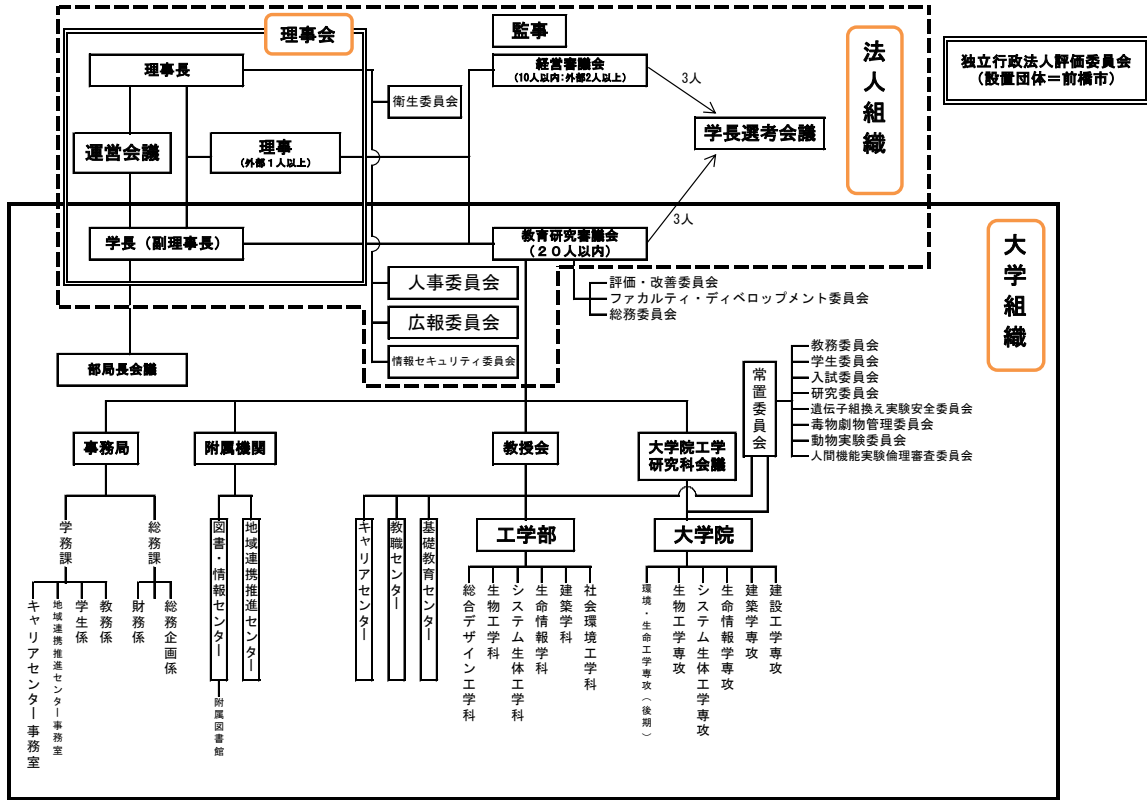 理事会
監事
法人組織
独立行政法人評価委員会
(設置団体＝前橋市)
理事長
経営審議会
(10人以内:外部2人以上)
3人
衛生委員会
学長選考会議
運営会議
理事
(外部１人以上)
3人
学長（副理事長）
教育研究審議会
(２０人以内)
大学組織
人事委員会
広報委員会
情報セキュリティ委員会
評価・改善委員会
ファカルティ・ディベロップメント委員会
総務委員会
部局長会議
常置委員会
教務委員会
学生委員会
入試委員会
研究委員会
遺伝子組換え実験安全委員会
毒物劇物管理委員会
動物実験委員会
人間機能実験倫理審査委員会
事務局
附属機関
教授会
大学院工学
研究科会議
学務課
総務課
図書・情報センター
地域連携推進センター
キャリアセンター
教職センター
基礎教育センター
工学部
大学院
キャリアセンター事務室
地域連携推進センター事務室
学生係
教務係
財務係
総務企画係
附属図書館
総合デザイン工学科
生物工学科
システム生体工学科
生命情報学科
建築学科
社会環境工学科
環境・生命工学専攻（後期）
生物工学専攻
システム生体工学専攻
生命情報学専攻
建築学専攻
建設工学専攻